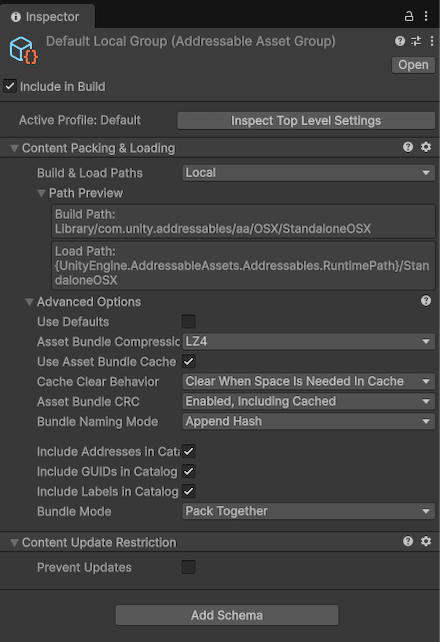 Inspector
Default Local Group (Addressable Asset Group)
Open
Include in Build
Active Profile: Default Inspect Top Level Settings
Content Packing & Loading
Build & Load Paths Local
Path Preview
Build Path:
Library/com.unity.addressables/aa/OSX/StandaloneOSX
Load Path:
{UnityEngine.AddressableAssets.Addressables.RuntimePath}/Stan
daloneOSX
Advanced Options
Use Defaults
Asset Bundle Compressic LZ4
Use Asset Bundle Cache
Cache Clear Behavior Clear When Space Is Needed In Cache
Asset Bundle CRC Enabled, Including Cached
Bundle Naming Mode Append Hash
Include Addresses in Cata
Include GUIDs in Catalog
Include Labels in Catalog
Bundle Mode Pack Together
Content Update Restriction
Prevent Updates
Add Schema